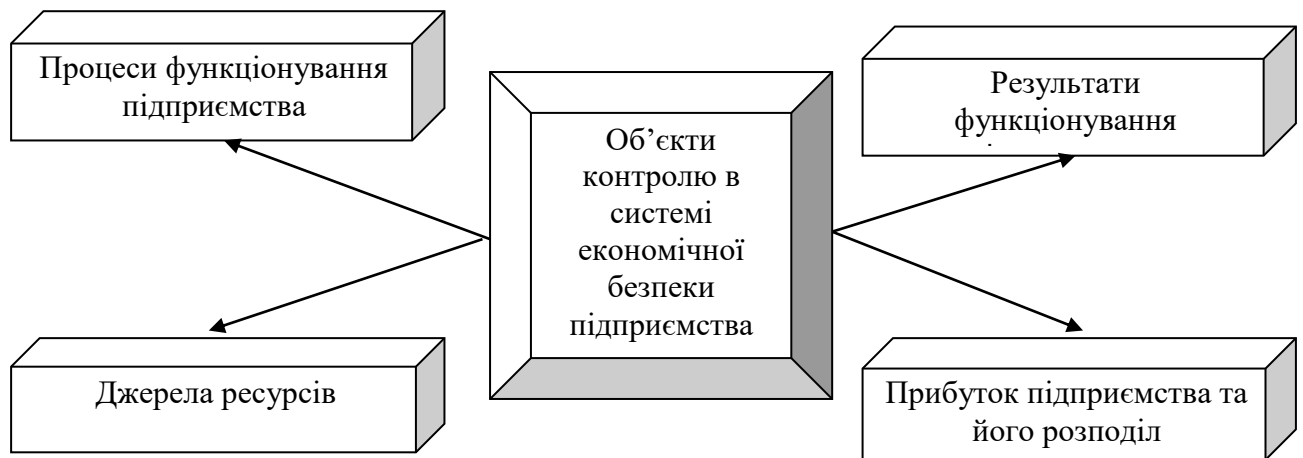 Процеси функціонування
підприємства
Об’єкти
контролю в
системі
економічної
безпеки
підприємства
Результати
функціонування
Джерела ресурсів
Прибуток підприємства та
його розподіл